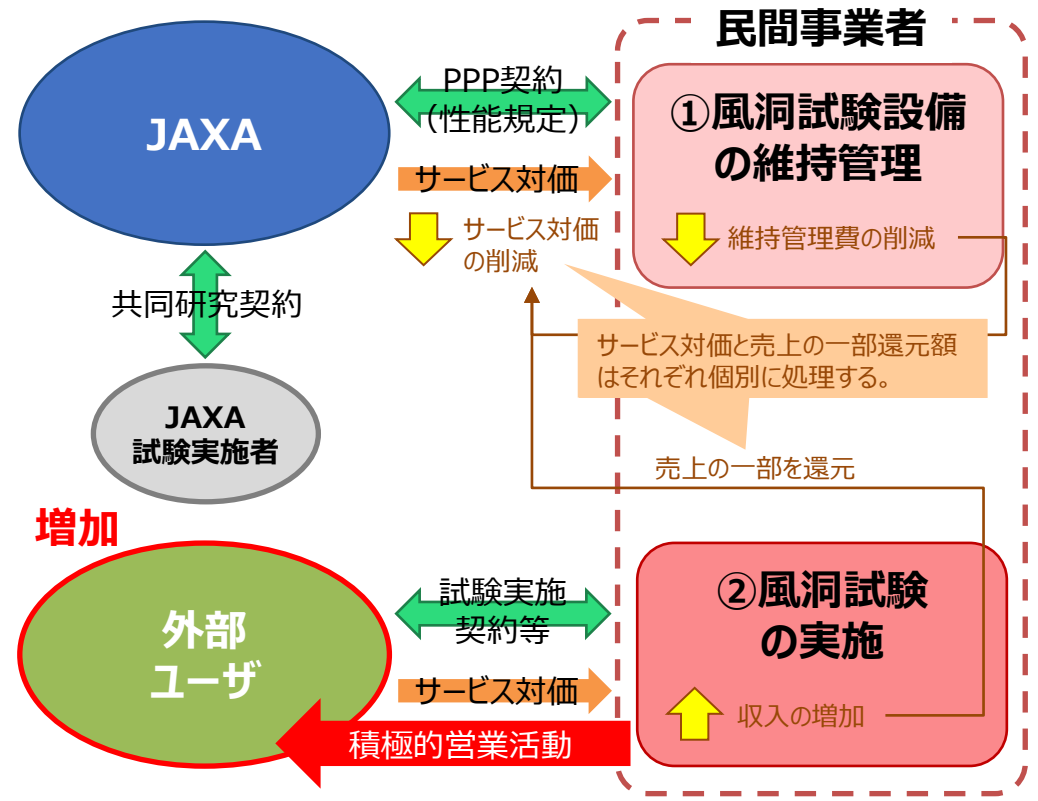 民間事業者
JAXA
PPP契約
（性能規定）
サービス対価
サービス対価
の削減
①風洞試験設備
の維持管理
維持管理費の削減
共同研究契約
サービス対価と売上の一部還元額
はそれぞれ個別に処理する。
JAXA
試験実施者
売上の一部を還元
増加
外部
ユーザ
試験実施
契約等
サービス対価
積極的営業活動
②風洞試験
の実施
収入の増加